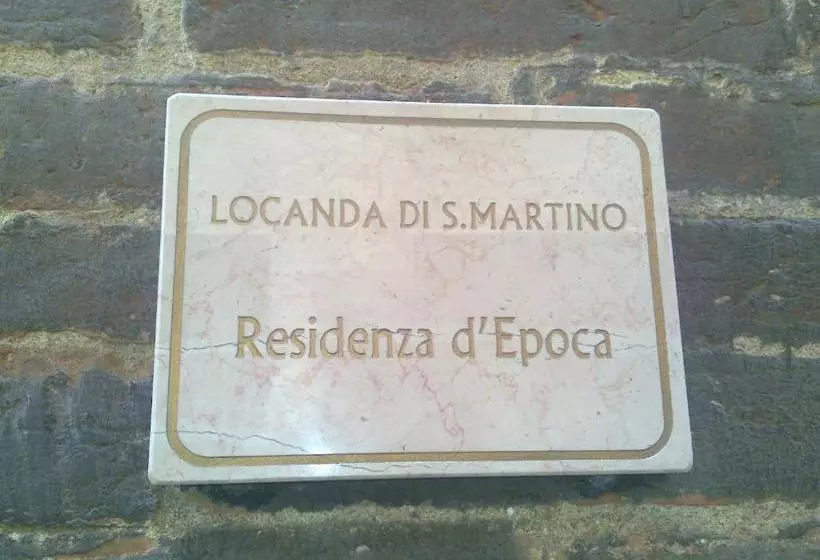 LOCANDA DI S.MARTINO
Residenza d'Epoca